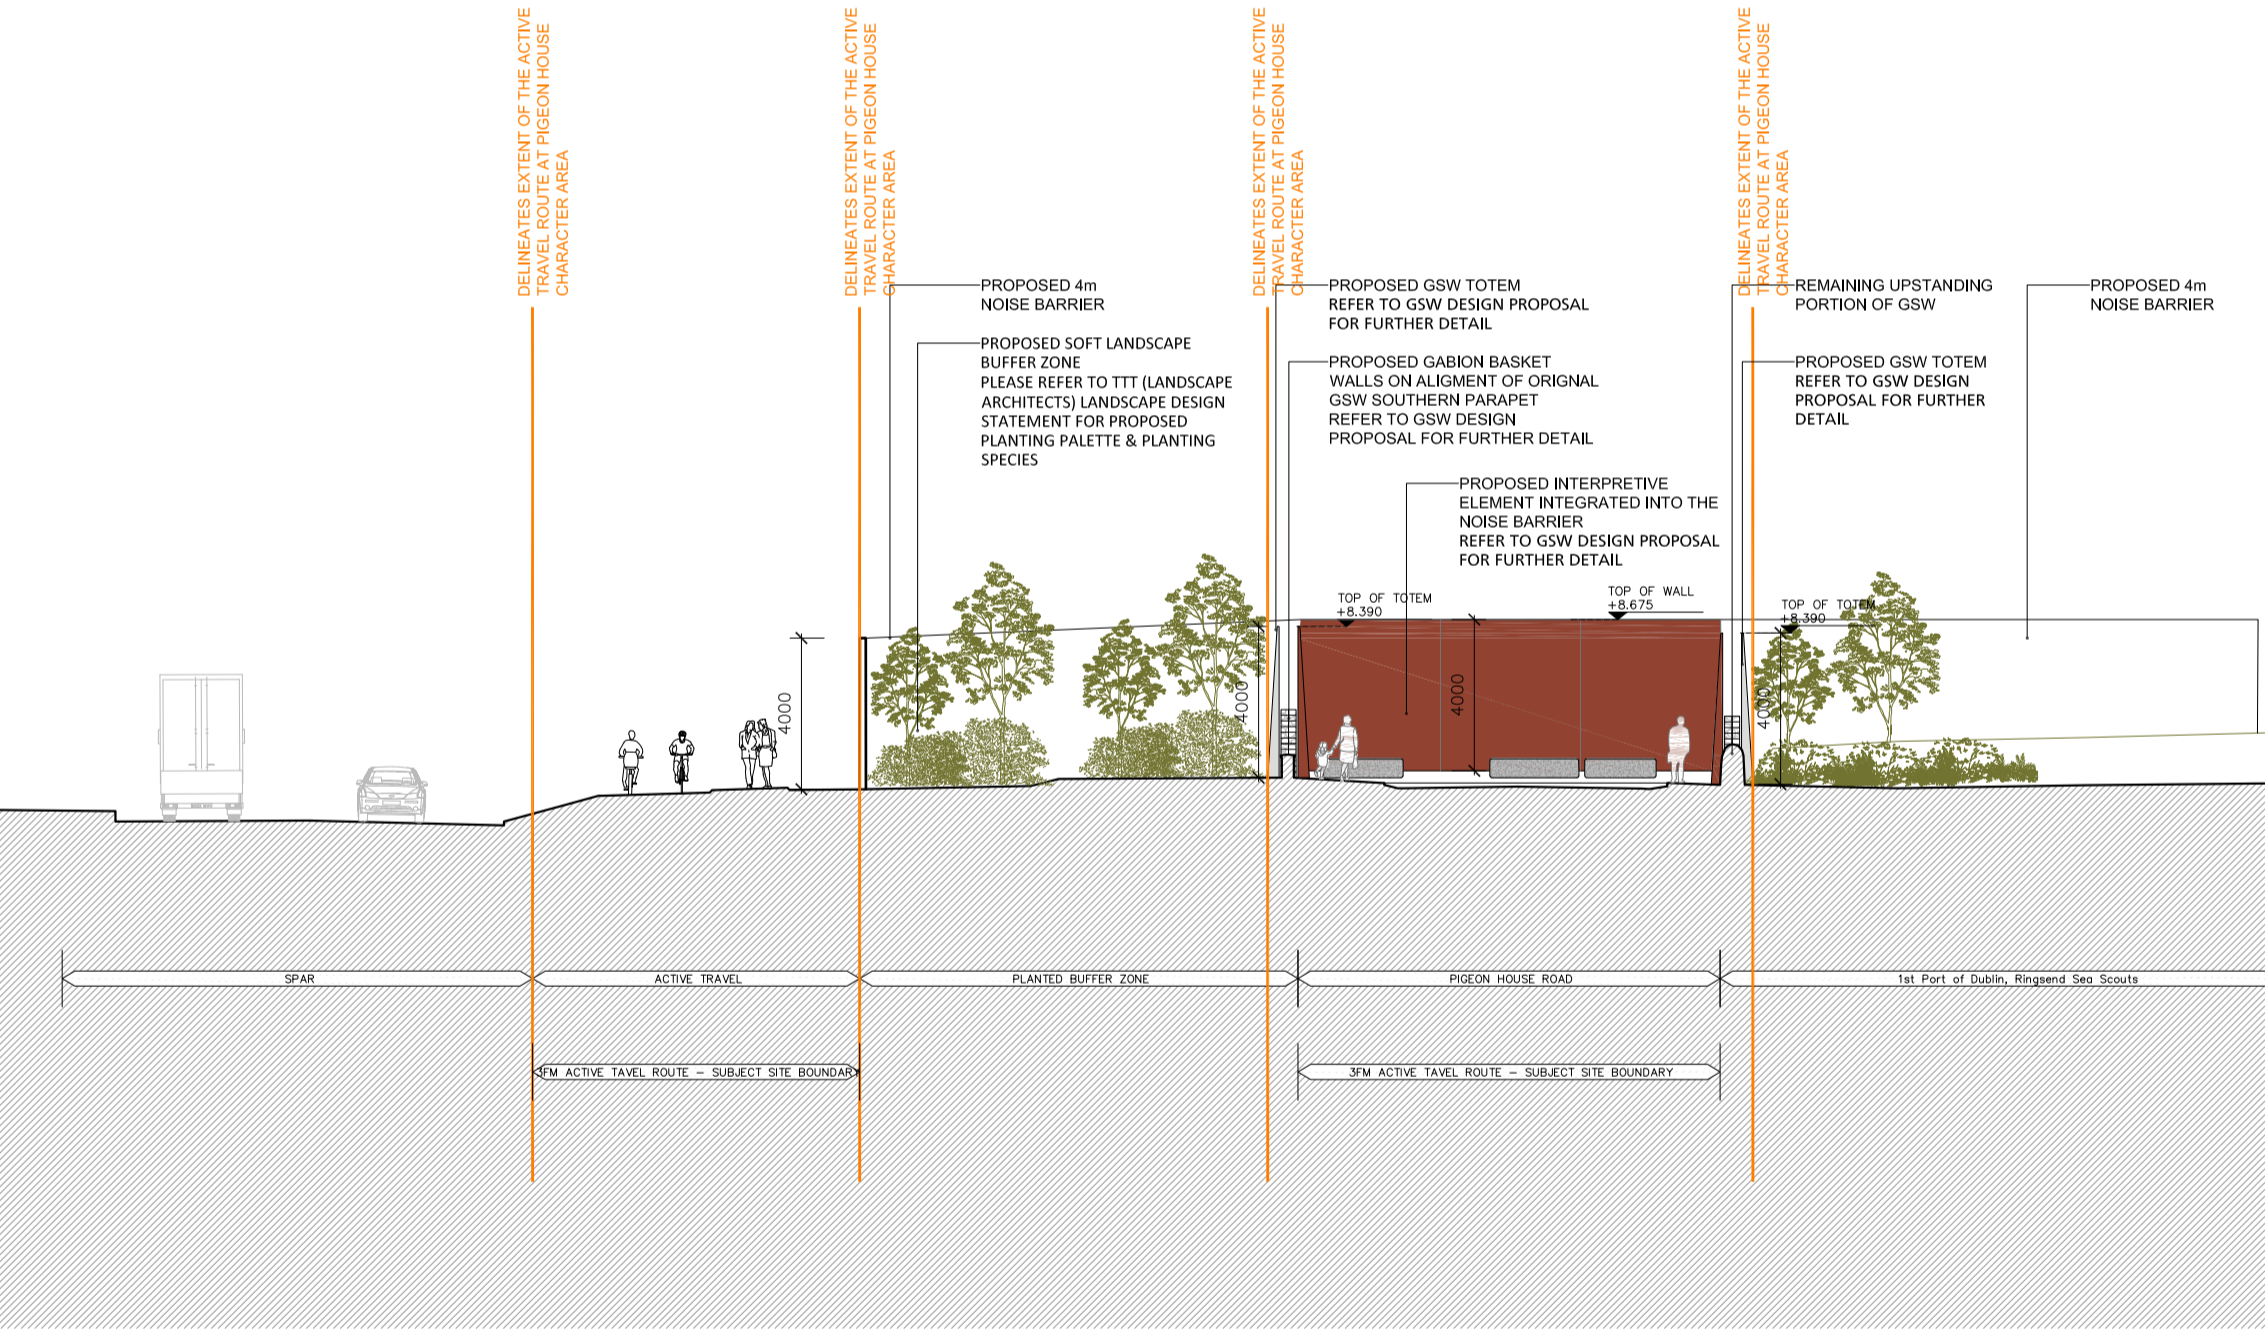 DELINEATES EXTENT OF THE ACTIVE
TRAVEL ROUTE AT PIGEON HOUSE
CHARACTER AREA
DELINEATES EXTENT OF THE ACTIVE
TRAVEL ROUTE AT PIGEON HOUSE
CHARACTER AREA
DELINEATES EXTENT OF THE ACTIVE
TRAVEL ROUTE AT PIGEON HOUSE
CHARACTER AREA
DELINEATES EXTENT OF THE ACTIVE
TRAVEL ROUTE AT PIGEON HOUSE
CHARACTER AREA
PROPOSED 4m
NOISE BARRIER
PROPOSED SOFT LANDSCAPE
BUFFER ZONE
PLEASE REFER TO TTT (LANDSCAPE
ARCHITECTS) LANDSCAPE DESIGN
STATEMENT FOR PROPOSED
PLANTING PALETTE & PLANTING
SPECIES
PROPOSED GSW TOTEM
REFER TO GSW DESIGN PROPOSAL
FOR FURTHER DETAIL
PROPOSED GABION BASKET
WALLS ON ALIGMENT OF ORIGNAL
GSW SOUTHERN PARAPET
REFER TO GSW DESIGN
PROPOSAL FOR FURTHER DETAIL
PROPOSED INTERPRETIVE
ELEMENT INTEGRATED INTO THE
NOISE BARRIER
REFER TO GSW DESIGN PROPOSAL
FOR FURTHER DETAIL
REMAINING UPSTANDING
PORTION OF GSW
PROPOSED GSW TOTEM
REFER TO GSW DESIGN
PROPOSAL FOR FURTHER
DETAIL
PROPOSED 4m
NOISE BARRIER
TOP OF TOTEM
+8.390
TOP OF WALL
+8.675
TOP OF TOTEM
+8.390
4000
4000
4000
4000
SPAR
ACTIVE TRAVEL
PLANTED BUFFER ZONE
PIGEON HOUSE ROAD
1st Port of Dublin, Ringsend Sea Scouts
3FM ACTIVE TAVEL ROUTE – SUBJECT SITE BOUNDARY
3FM ACTIVE TAVEL ROUTE – SUBJECT SITE BOUNDARY